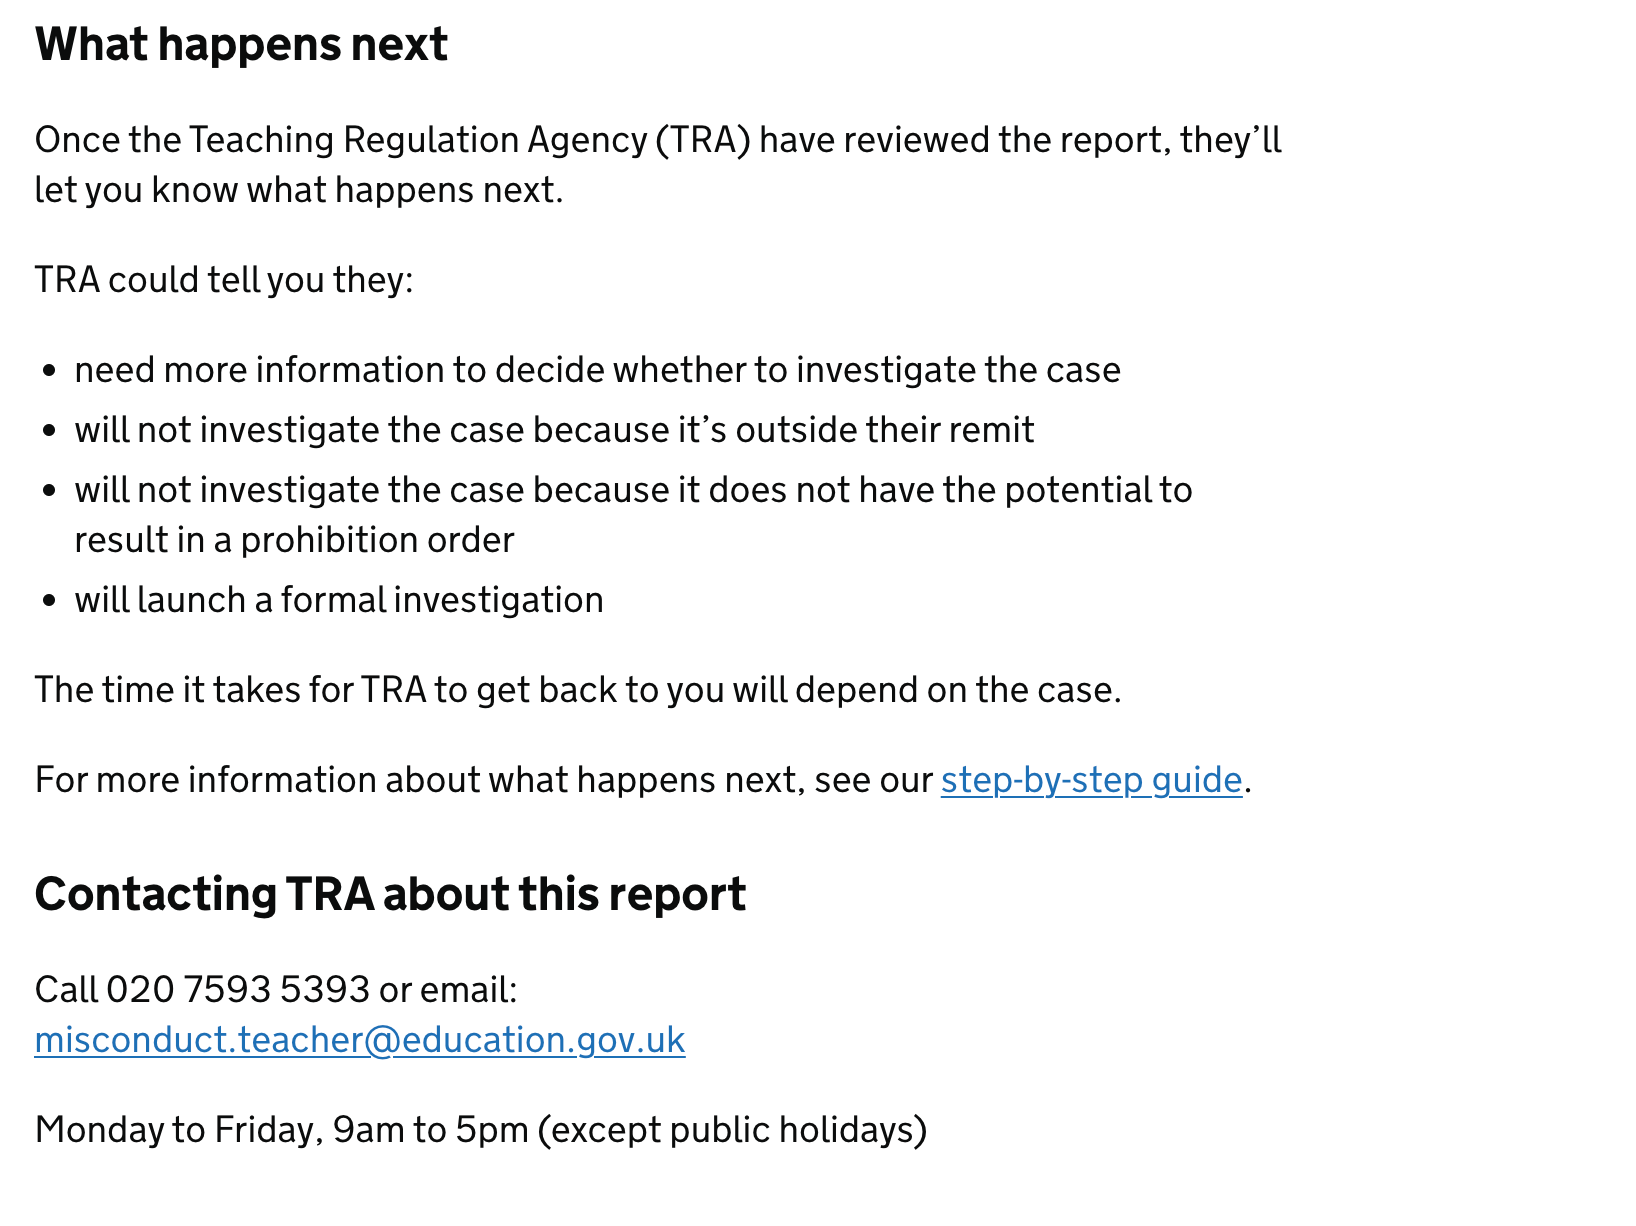 What happens next
Once the Teaching Regulation Agency (TRA) have reviewed the report, they’ll
let you know what happens next.
TRA could tell you they:
• need more information to decide whether to investigate the case
• will not investigate the case because it’s outside their remit
• will not investigate the case because it does not have the potential to
result in a prohibition order
• will launch a formal investigation
The time it takes for TRA to get back to you will depend on the case.
For more information about what happens next, see our step-by-step guide.
Contacting TRA about this report
Call 020 7593 5393 or email:
misconduct.teacher@education.gov.uk
Monday to Friday, 9am to 5pm (except public holidays)